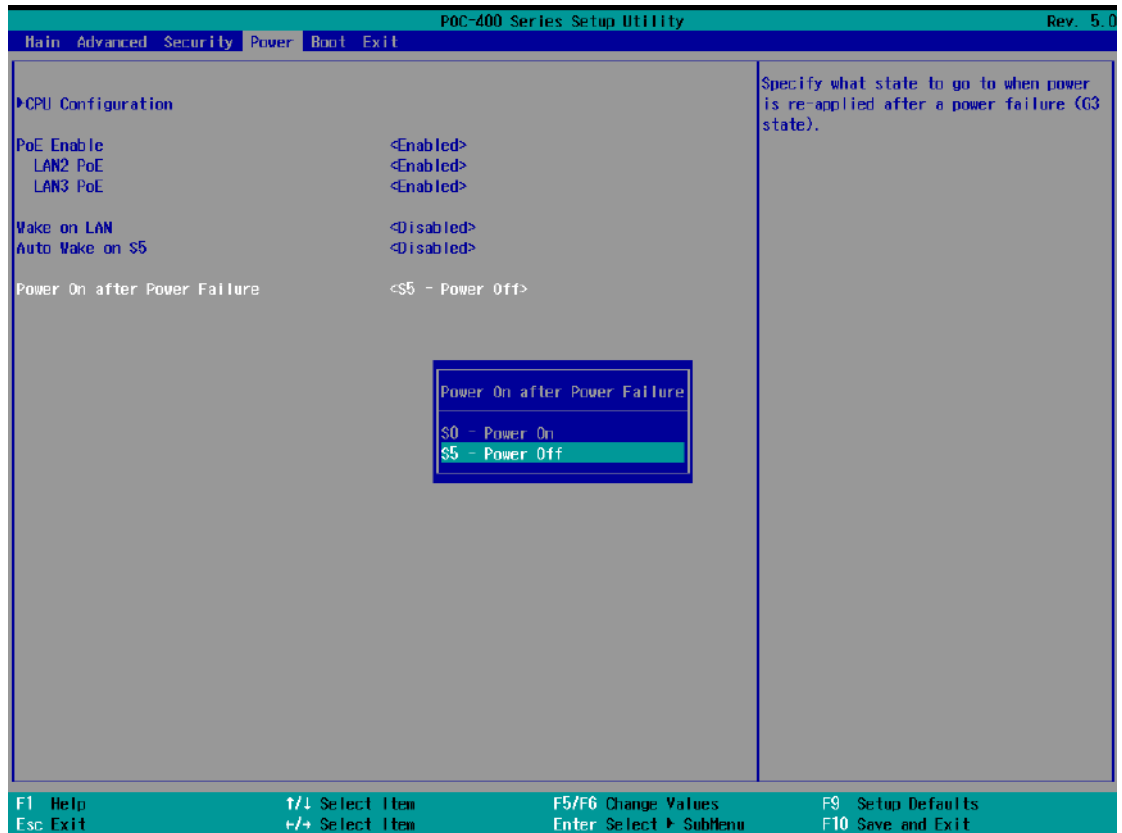 POC-400 Series Setup Utility Rev. 5.0
Main Advanced Security Power Boot Exit
▶CPU Configuration
PoE Enable <Enabled>
LAN2 PoE <Enabled>
LAN3 PoE <Enabled>
Wake on LAN <Disabled>
Auto Wake on S5 <Disabled>
Power On after Power Failure <S5 - Power Off>
Specify what state to go to when power
is re-applied after a power failure (G3
state).
Power On after Power Failure
S0 - Power On
S5 - Power Off
F1 Help ↑/↓ Select Item F5/F6 Change Values F9 Setup Defaults
Esc Exit ←/→ Select Item Enter Select ▶ SubMenu F10 Save and Exit